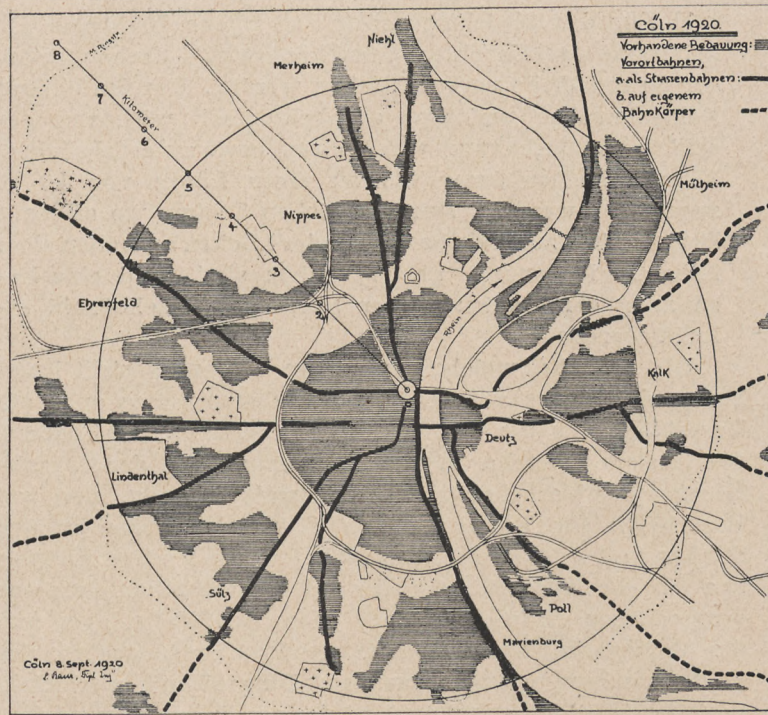 Cöln 1920.
Vorhandene Bebauung:
Vorortbahnen,
a. als Strassenbahnen:
b. auf eigenem
Bahnkörper
8
7
Kilometer
6
5
4
3
2
0
Niehl
Merheim
Mülheim
Nippes
Rhein
Ehrenfeld
Kalk
Deutz
Lindenthal
Sülz
Poll
Marienburg
Cöln 8. Sept. 1920